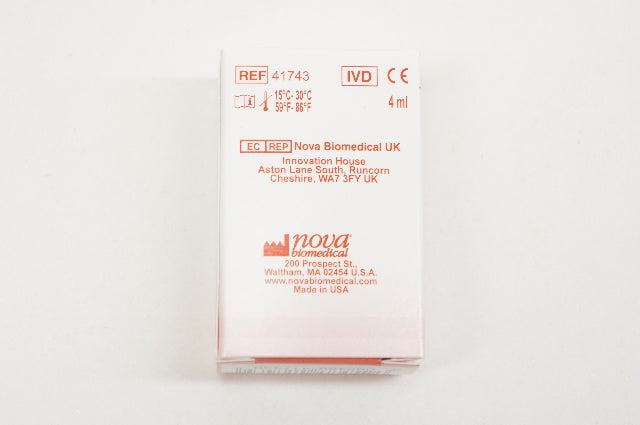 REF 41743 IVD CE
15°C- 30°C
59°F- 86°F
4 ml
EC REP Nova Biomedical UK
Innovation House
Aston Lane South, Runcorn
Cheshire, WA7 3FY UK
nova
biomedical
200 Prospect St.,
Waltham, MA 02454 U.S.A.
www.novabiomedical.com
Made in USA